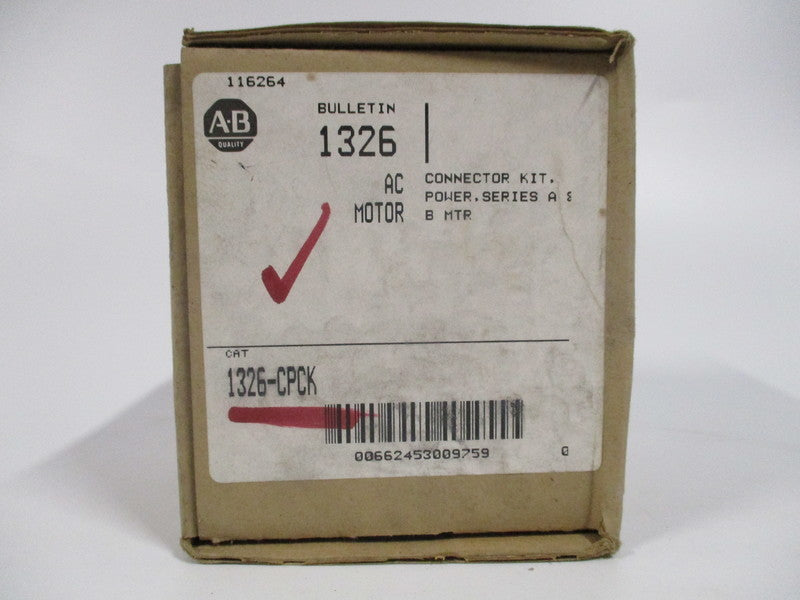 116264
A-B
QUALITY
BULLETIN
1326
AC
MOTOR
CONNECTOR KIT,
POWER,SERIES A &
B MTR
CAT
1326-CPCK
00662453009759
0